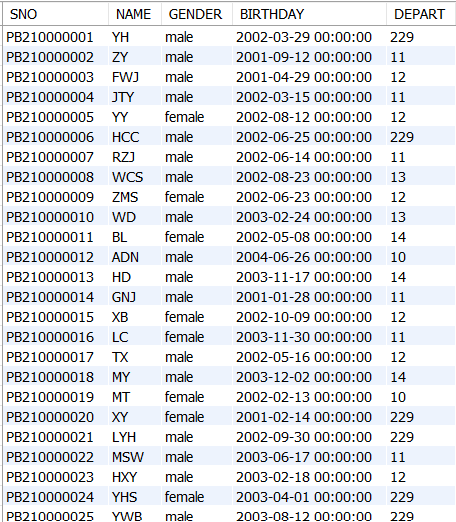 SNO NAME GENDER BIRTHDAY DEPART
PB210000001 YH male 2002-03-29 00:00:00 229
PB210000002 ZY male 2001-09-12 00:00:00 11
PB210000003 FWJ male 2001-04-29 00:00:00 12
PB210000004 JTY male 2002-03-15 00:00:00 11
PB210000005 YY female 2002-08-12 00:00:00 12
PB210000006 HCC male 2002-06-25 00:00:00 229
PB210000007 RZJ male 2002-06-14 00:00:00 11
PB210000008 WCS male 2002-08-23 00:00:00 13
PB210000009 ZMS female 2002-06-23 00:00:00 12
PB210000010 WD male 2003-02-24 00:00:00 13
PB210000011 BL female 2002-05-08 00:00:00 14
PB210000012 ADN male 2004-06-26 00:00:00 10
PB210000013 HD male 2003-11-17 00:00:00 14
PB210000014 GNJ male 2001-01-28 00:00:00 11
PB210000015 XB female 2002-10-09 00:00:00 12
PB210000016 LC female 2003-11-30 00:00:00 11
PB210000017 TX male 2002-05-16 00:00:00 12
PB210000018 MY male 2003-12-02 00:00:00 14
PB210000019 MT female 2002-02-13 00:00:00 10
PB210000020 XY female 2001-02-14 00:00:00 229
PB210000021 LYH male 2002-09-30 00:00:00 229
PB210000022 MSW male 2003-06-17 00:00:00 11
PB210000023 HXY male 2003-02-18 00:00:00 12
PB210000024 YHS female 2003-04-01 00:00:00 229
PB210000025 YWB male 2003-08-12 00:00:00 229